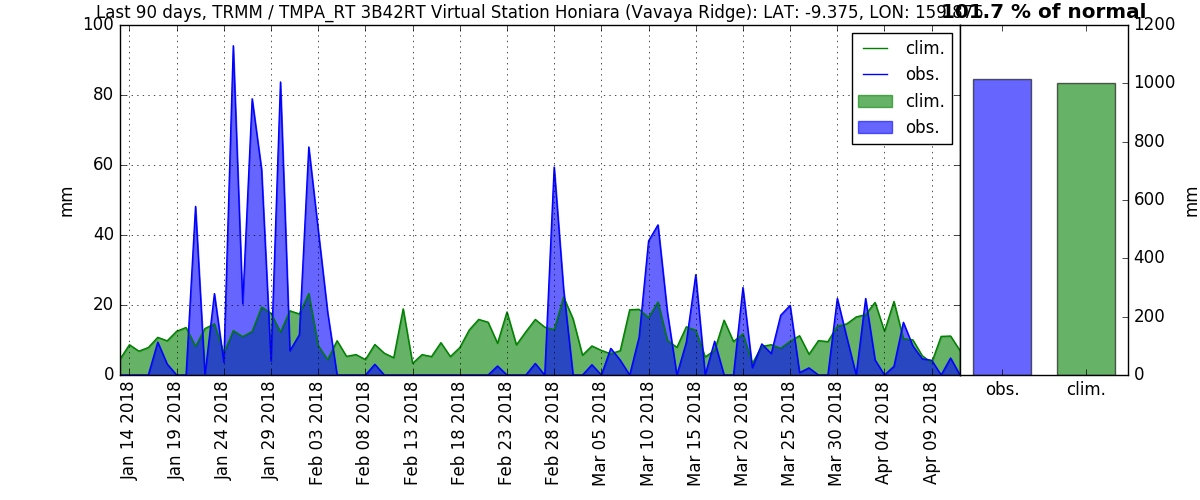 Last 90 days, TRMM / TMPA_RT 3B42RT Virtual Station Honiara (Vavaya Ridge): LAT: -9.375, LON:
101.7 % of normal
100
80
60
40
20
0
mm
clim.
obs.
clim.
obs.
1200
1000
800
600
400
200
0
mm
obs.
clim.
Jan 14 2018
Jan 19 2018
Jan 24 2018
Jan 29 2018
Feb 03 2018
Feb 08 2018
Feb 13 2018
Feb 18 2018
Feb 23 2018
Feb 28 2018
Mar 05 2018
Mar 10 2018
Mar 15 2018
Mar 20 2018
Mar 25 2018
Mar 30 2018
Apr 04 2018
Apr 09 2018